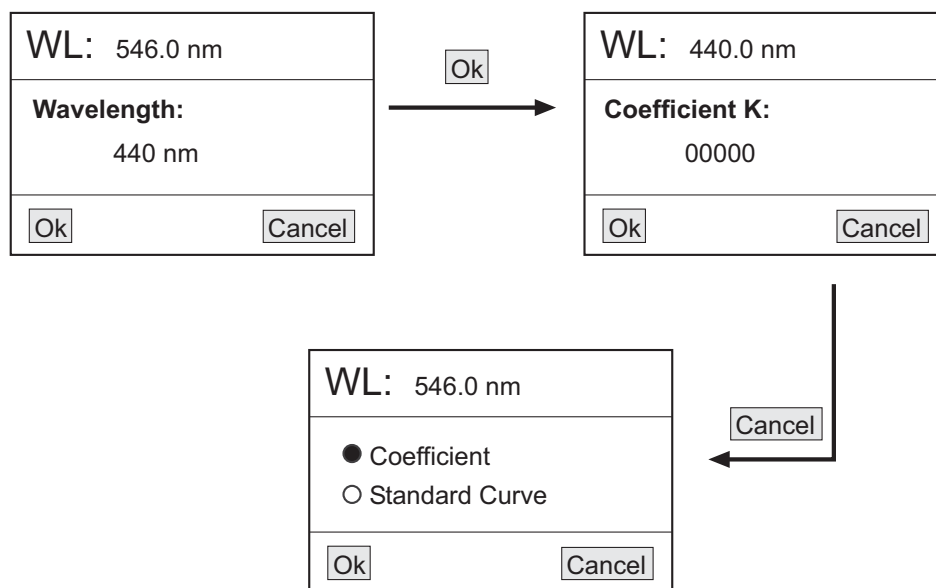 WL: 546.0 nm
Wavelength:
440 nm
Ok Cancel
Ok
WL: 440.0 nm
Coefficient K:
00000
Ok Cancel
Cancel
WL: 546.0 nm
Coefficient
Standard Curve
Ok Cancel